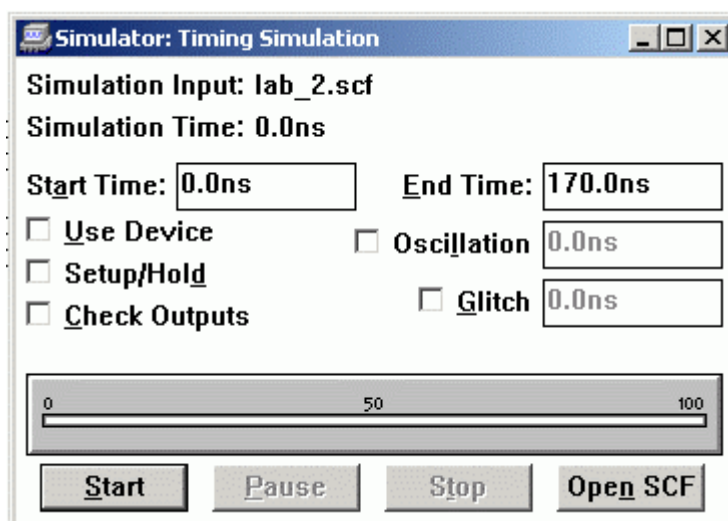 Simulator: Timing Simulation
Simulation Input: lab_2.scf
Simulation Time: 0.0ns
Start Time: 0.0ns End Time: 170.0ns
Use Device
Oscillation 0.0ns
Setup/Hold
Glitch 0.0ns
Check Outputs
0 50 100
Start Pause Stop Open SCF